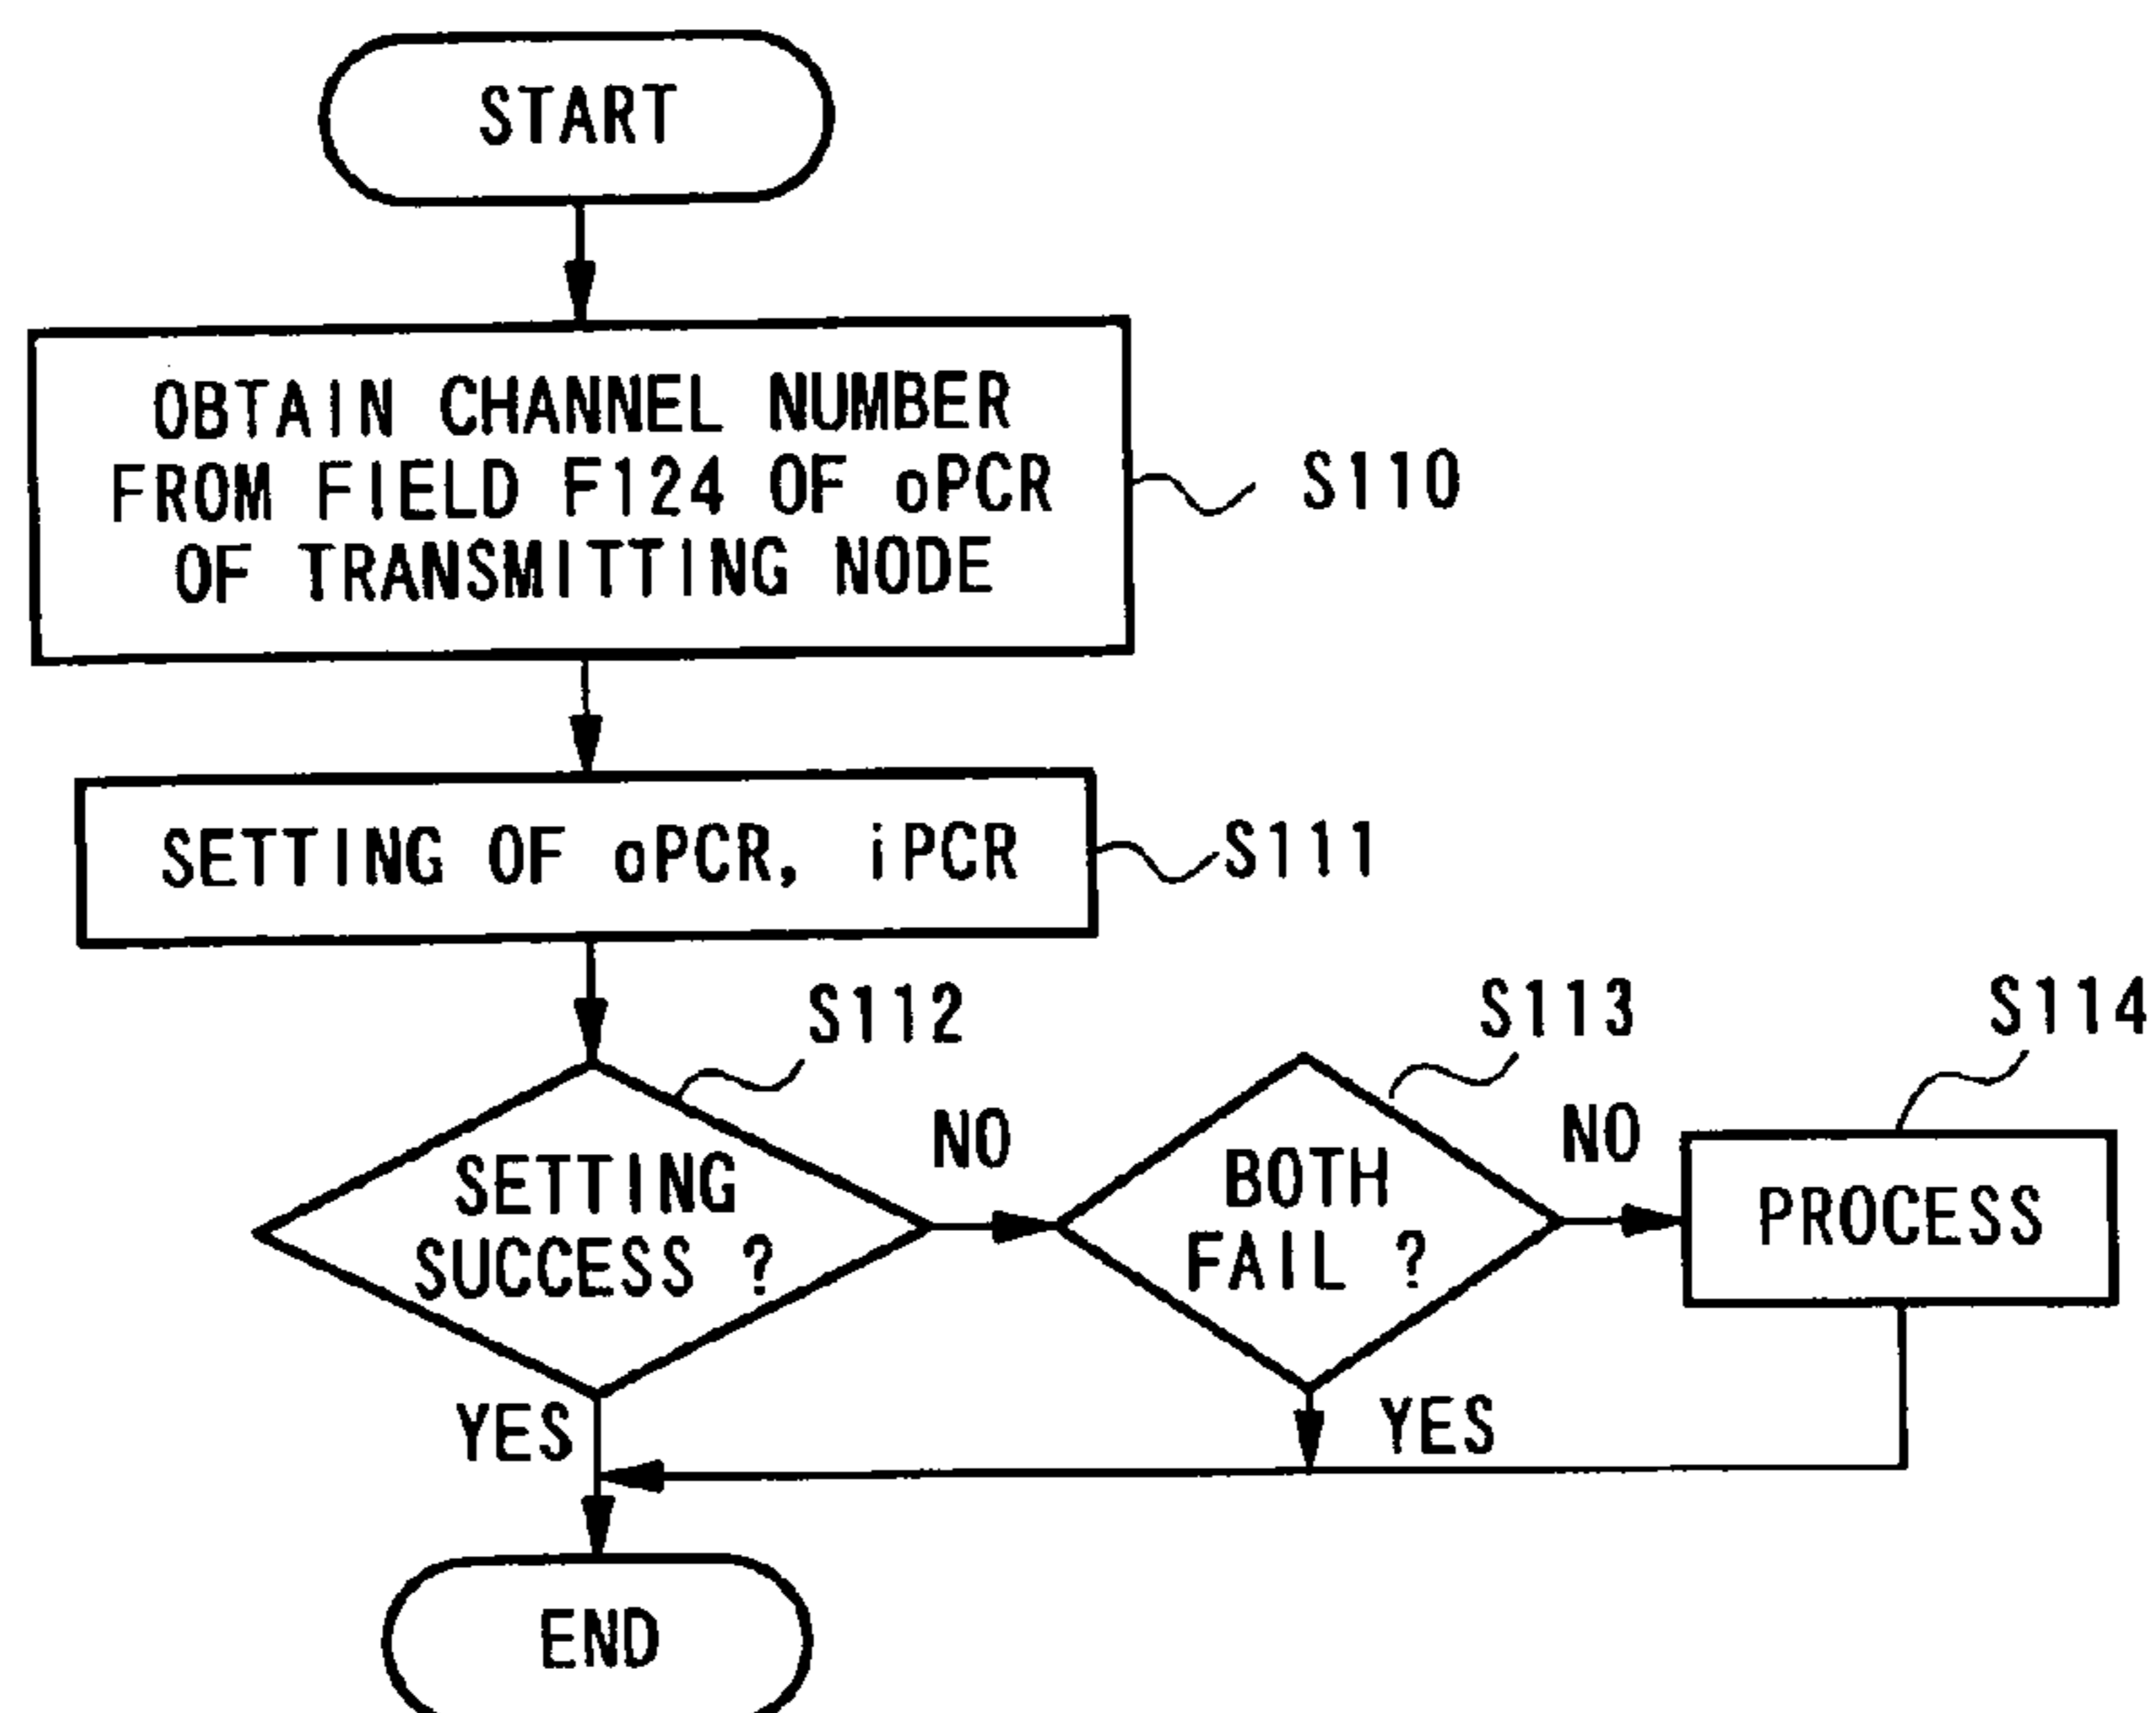 START
OBTAIN CHANNEL NUMBER
FROM FIELD F124 OF oPCR
OF TRANSMITTING NODE
S110
SETTING OF oPCR, iPCR
S111
S112
S113
S114
SETTING
SUCCESS ?
NO
BOTH
FAIL ?
NO
PROCESS
YES
YES
END